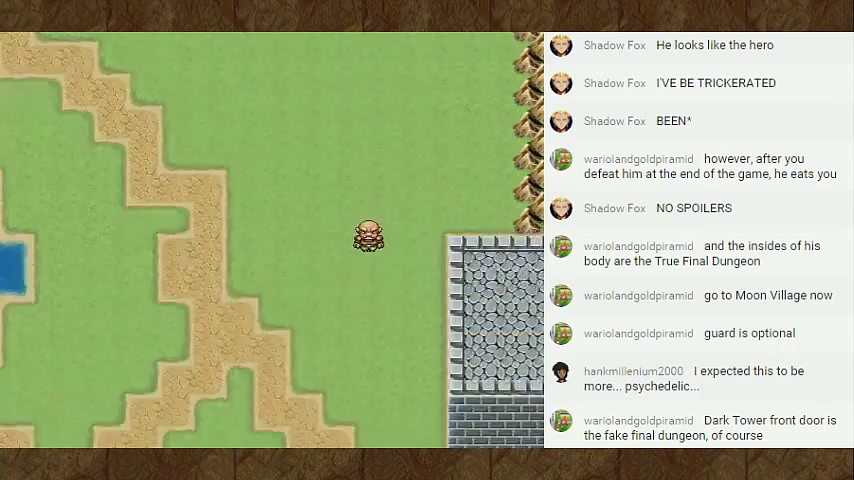 Shadow Fox He looks like the hero
Shadow Fox I'VE BE TRICKERATED
Shadow Fox BEEN*
wariolandgoldpiramid however, after you
defeat him at the end of the game, he eats you
Shadow Fox NO SPOILERS
wariolandgoldpiramid and the insides of his
body are the True Final Dungeon
wariolandgoldpiramid go to Moon Village now
wariolandgoldpiramid guard is optional
hankmillenium2000 I expected this to be
more... psychedelic...
wariolandgoldpiramid Dark Tower front door is
the fake final dungeon, of course